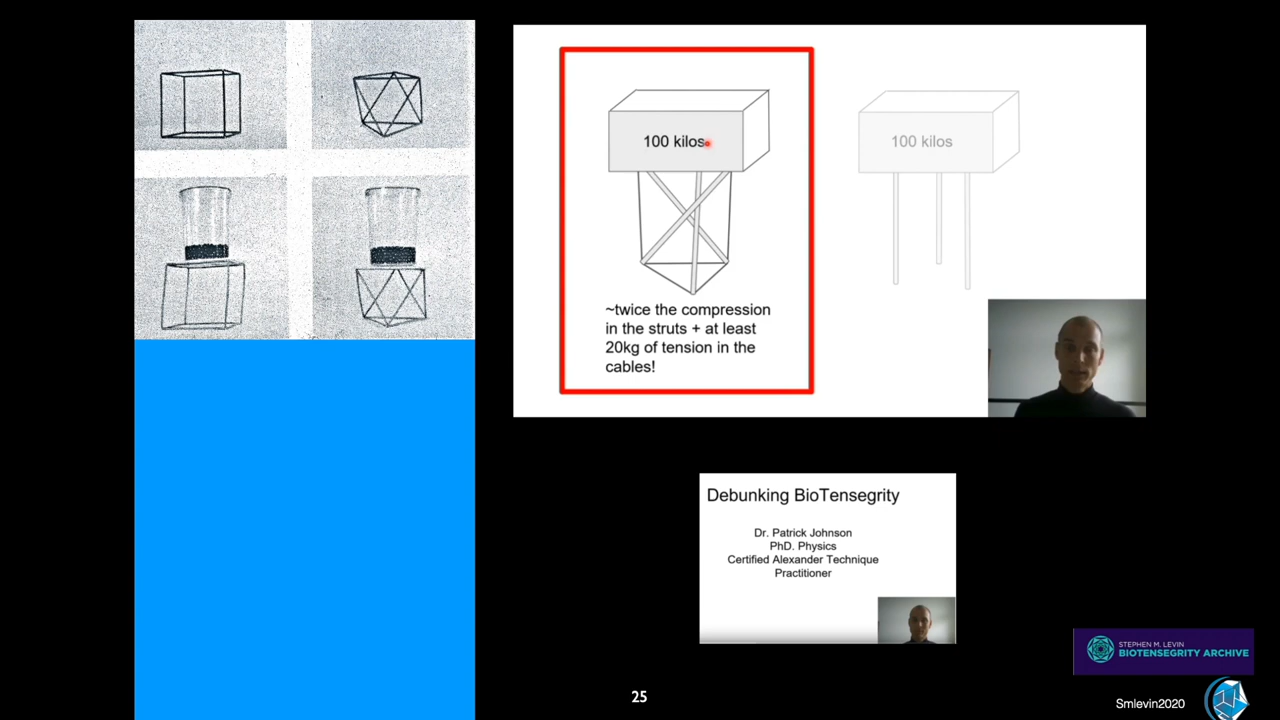 100 kilos
~twice the compression
in the struts + at least
20kg of tension in the
cables!
100 kilos
Debunking BioTensegrity
Dr. Patrick Johnson
PhD. Physics
Certified Alexander Technique
Practitioner
STEPHEN M. LEVIN
BIOTENSEGRITY ARCHIVE
25
Smlevin2020